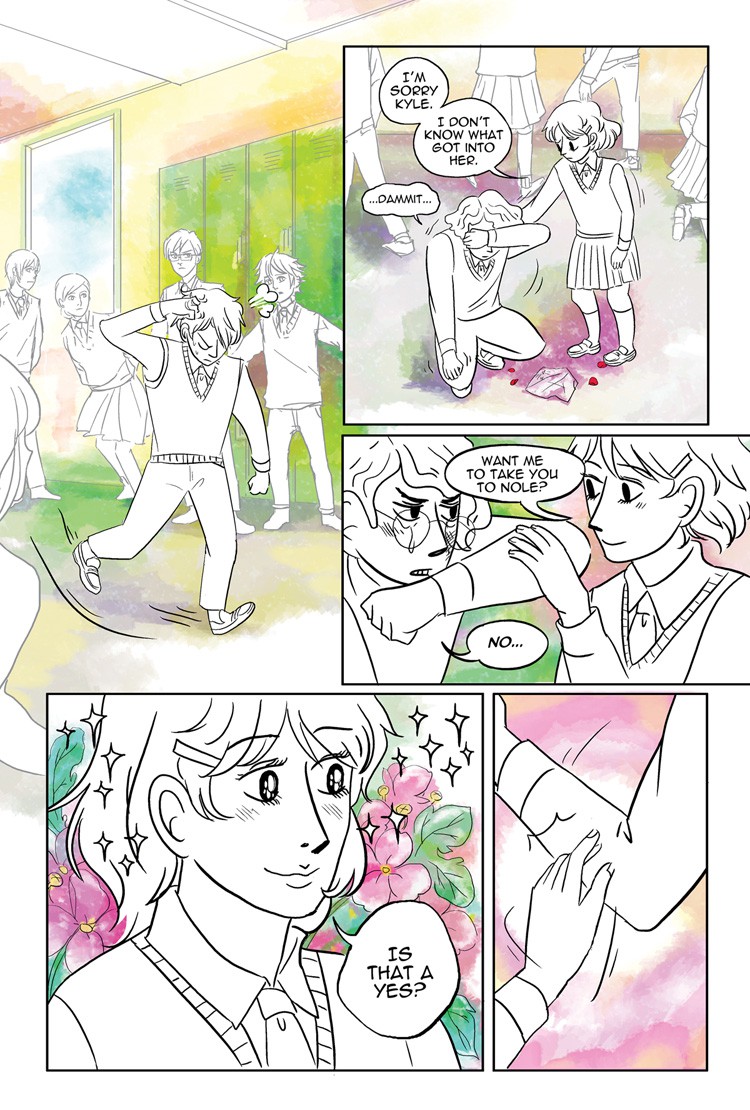 I'M
SORRY
KYLE.
I DON'T
KNOW WHAT
GOT INTO
HER.
...DAMMIT...
WANT ME
TO TAKE YOU
TO NOLE?
NO...
IS
THAT A
YES?